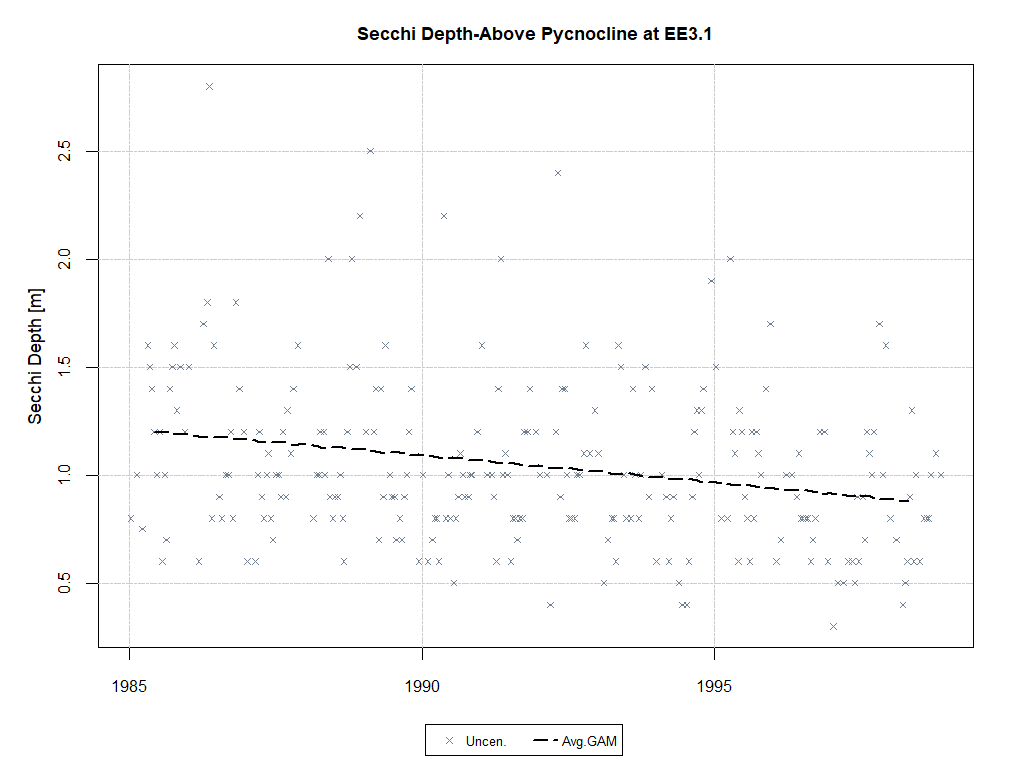 Secchi Depth-Above Pycnocline at EE3.1
Secchi Depth [m]
2.5
2.0
1.5
1.0
0.5
1985 1990 1995
Uncen. Avg.GAM